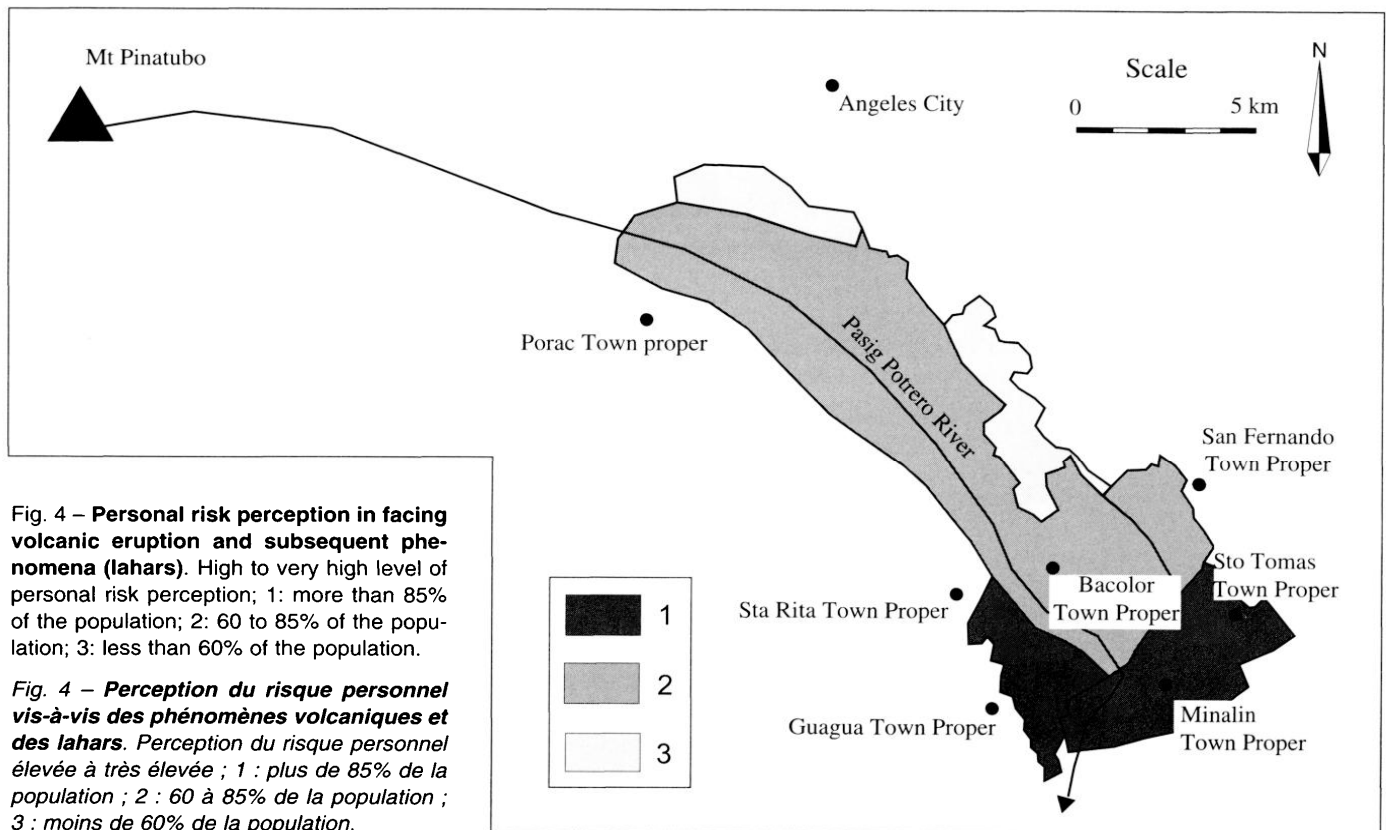 Mt Pinatubo
Angeles City
Scale
0 5 km
N
Porac Town proper
Pasig Potrero River
San Fernando
Town Proper
Sto Tomas
Town Proper
Bacolor
Town Proper
Sta Rita Town Proper
Guagua Town Proper
Minalin
Town Proper
1
2
3
Fig. 4 – Personal risk perception in facing
volcanic eruption and subsequent phe-
nomena (lahars). High to very high level of
personal risk perception; 1: more than 85%
of the population; 2: 60 to 85% of the popu-
lation; 3: less than 60% of the population.
Fig. 4 – Perception du risque personnel
vis-à-vis des phénomènes volcaniques et
des lahars. Perception du risque personnel
élevée à très élevée ; 1 : plus de 85% de la
population ; 2 : 60 à 85% de la population ;
3 : moins de 60% de la population.